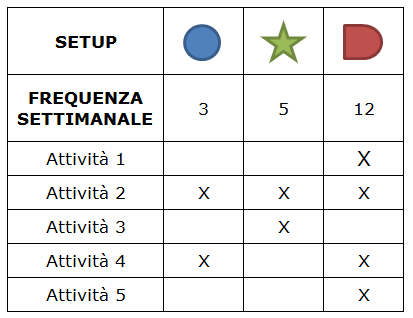 SETUP
FREQUENZA
SETTIMANALE
3 5 12
Attività 1 X
Attività 2 X X X
Attività 3 X
Attività 4 X X
Attività 5 X